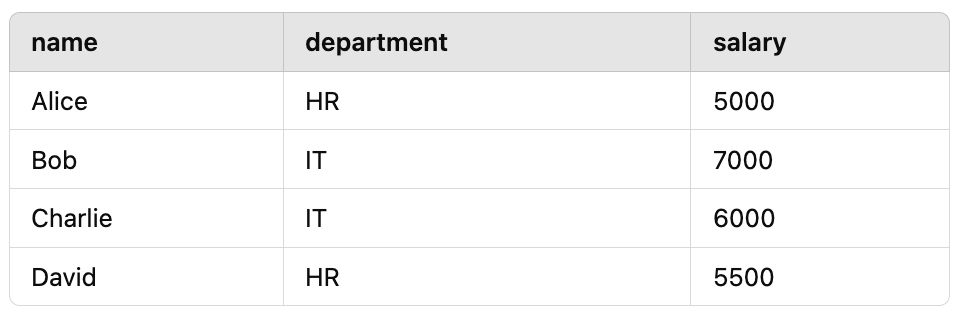 name department salary
Alice HR 5000
Bob IT 7000
Charlie IT 6000
David HR 5500